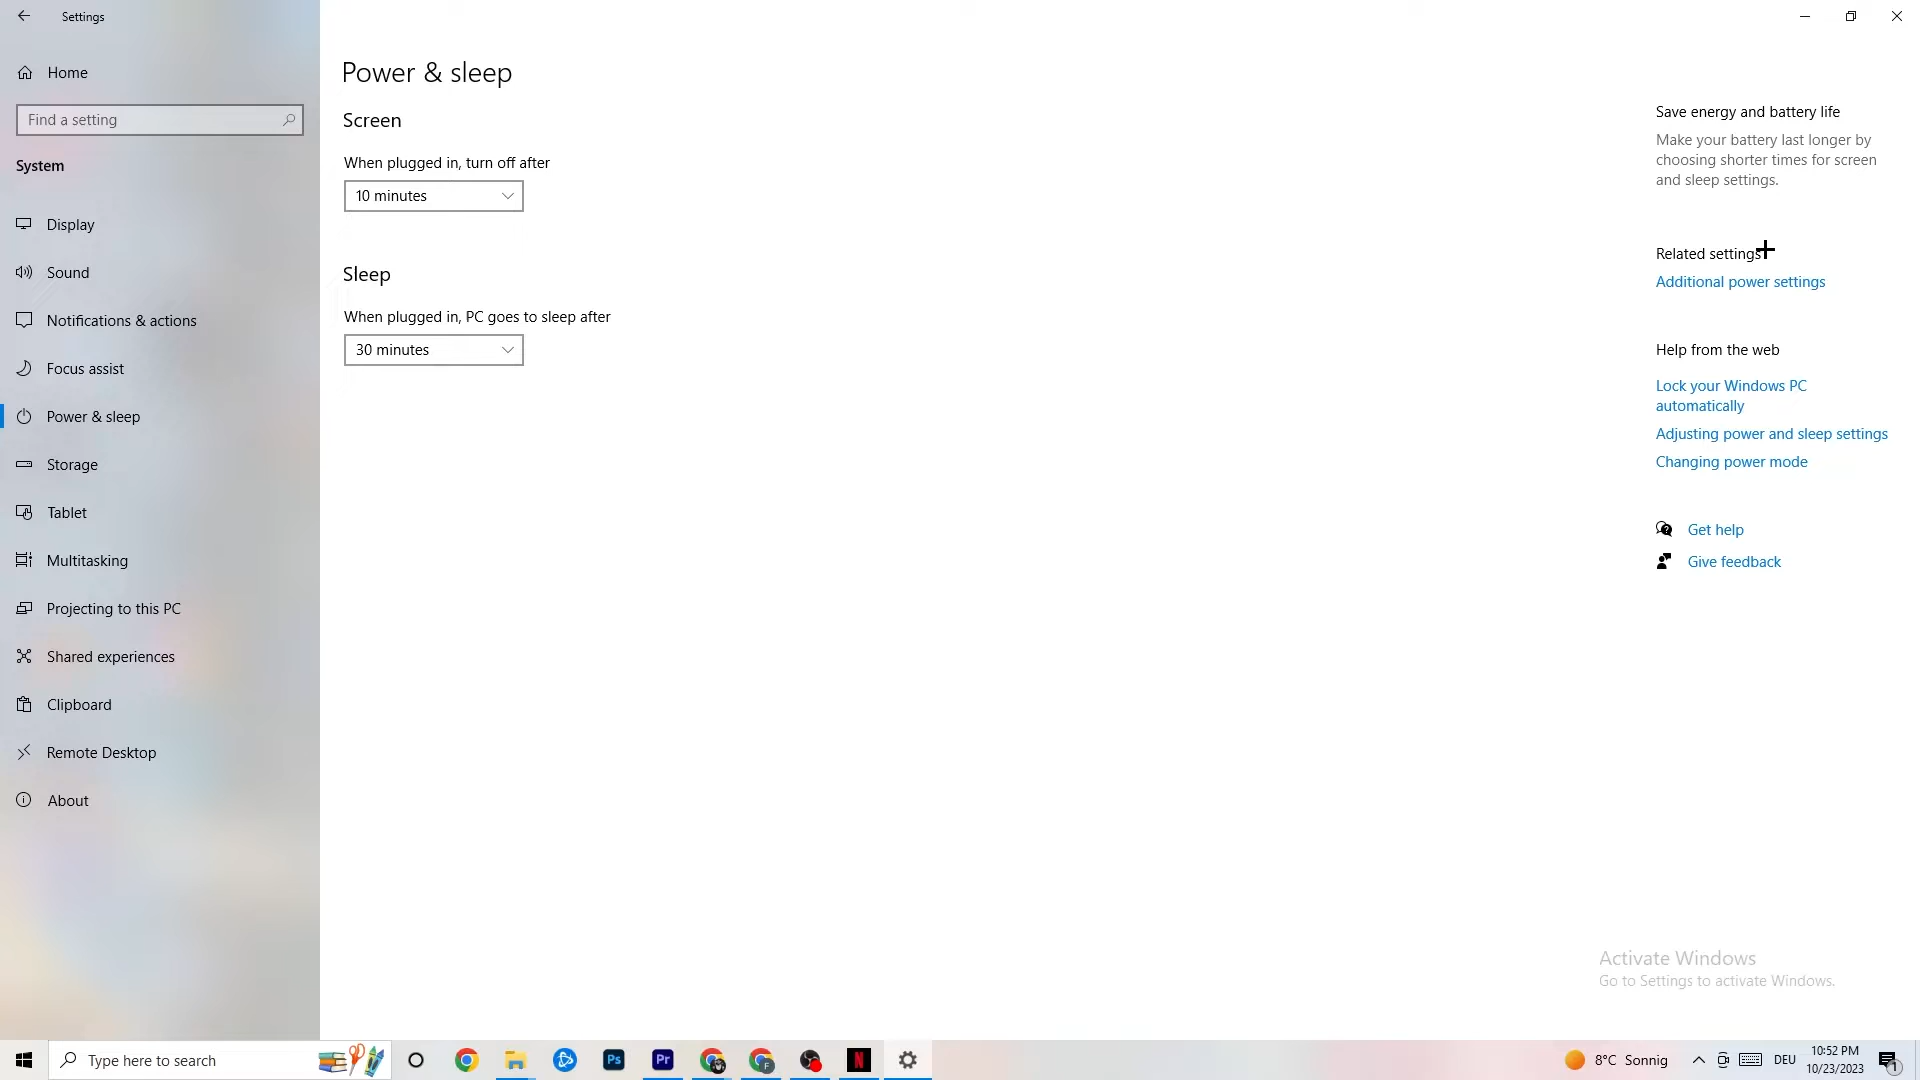 Settings
Home
Find a setting
System
Display
Sound
Notifications & actions
Focus assist
Power & sleep
Storage
Tablet
Multitasking
Projecting to this PC
Shared experiences
Clipboard
Remote Desktop
About
Power & sleep
Screen
When plugged in, turn off after
10 minutes
Sleep
When plugged in, PC goes to sleep after
30 minutes
Save energy and battery life
Make your battery last longer by
choosing shorter times for screen
and sleep settings.
Related settings
Additional power settings
Help from the web
Lock your Windows PC
automatically
Adjusting power and sleep settings
Changing power mode
Get help
Give feedback
Activate Windows
Go to Settings to activate Windows.
Type here to search
Ps
Pr
F
N
8°C Sonnig
DEU
10:52 PM
10/23/2023
1